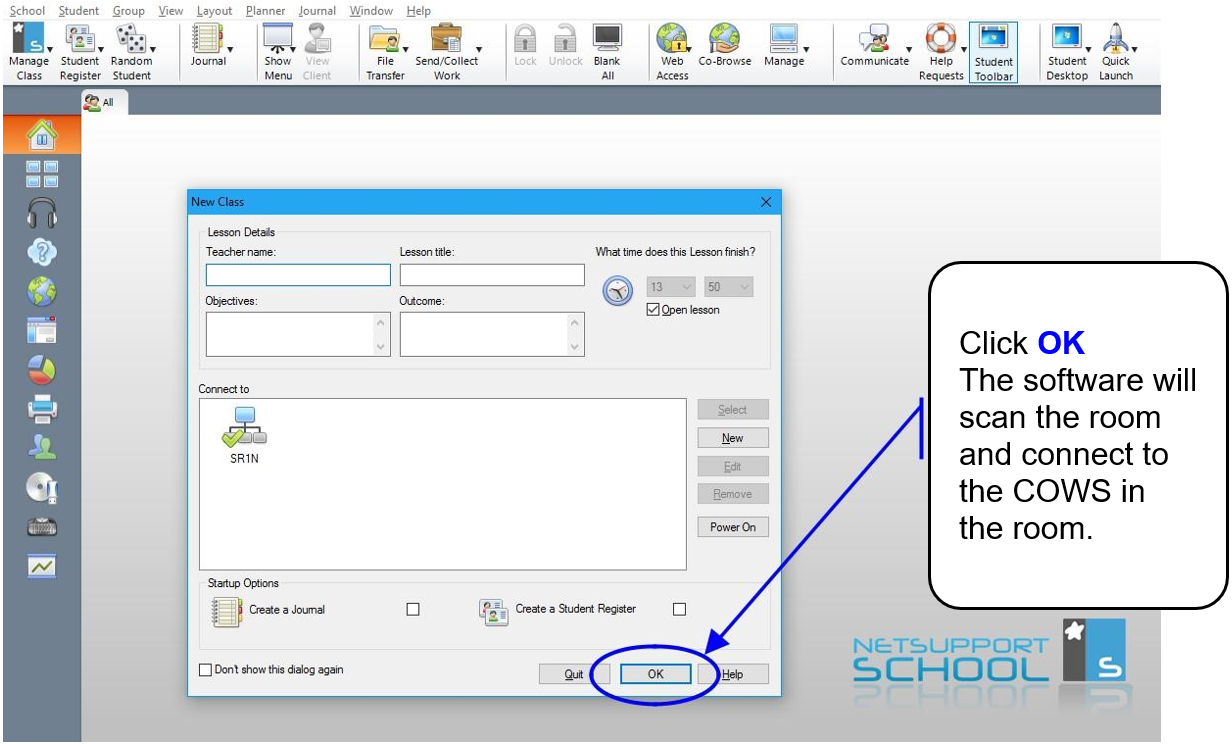 School Student Group View Layout Planner Journal Window Help
Manage Class
Student Register
Random Student
Journal
Show Menu
View Client
File Transfer
Send/Collect Work
Lock
Unlock
Blank All
Web Access
Co-Browse
Manage
Communicate
Help Requests
Student Toolbar
Student Desktop
Quick Launch
All
New Class
Lesson Details
Teacher name:
Lesson title:
What time does this Lesson finish?
13
50
Open lesson
Objectives:
Outcome:
Connect to
SR1N
Select
New
Edit
Remove
Power On
Startup Options
Create a Journal
Create a Student Register
Don't show this dialog again
Quit
OK
Help
Click OK
The software will
scan the room
and connect to
the COWS in
the room.
NETSUPPORT
SCHOOL
S